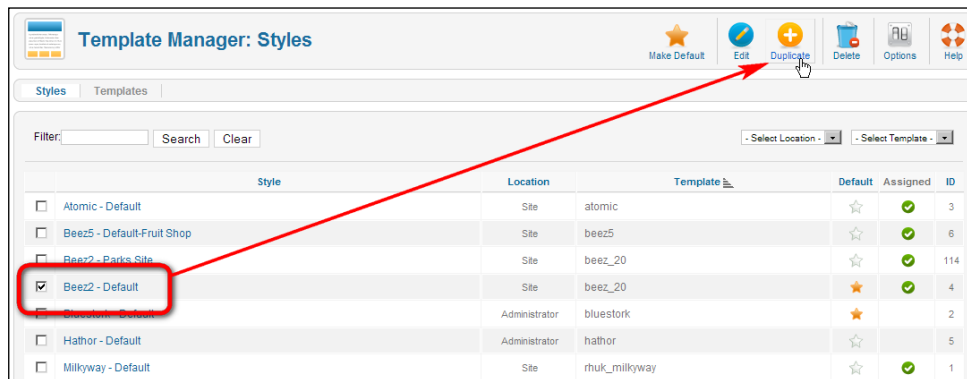 Template Manager: Styles
Make Default Edit Duplicate Delete Options Help
Styles Templates
Filter: Search Clear - Select Location - - Select Template -
Style Location Template Default Assigned ID
Atomic - Default Site atomic 3
Beez5 - Default-Fruit Shop Site beez5 6
Beez2 - Parks Site Site beez_20 114
Beez2 - Default Site beez_20 4
Bluestork - Default Administrator bluestork 2
Hathor - Default Administrator hathor 5
Milkyway - Default Site rhuk_milkyway 1